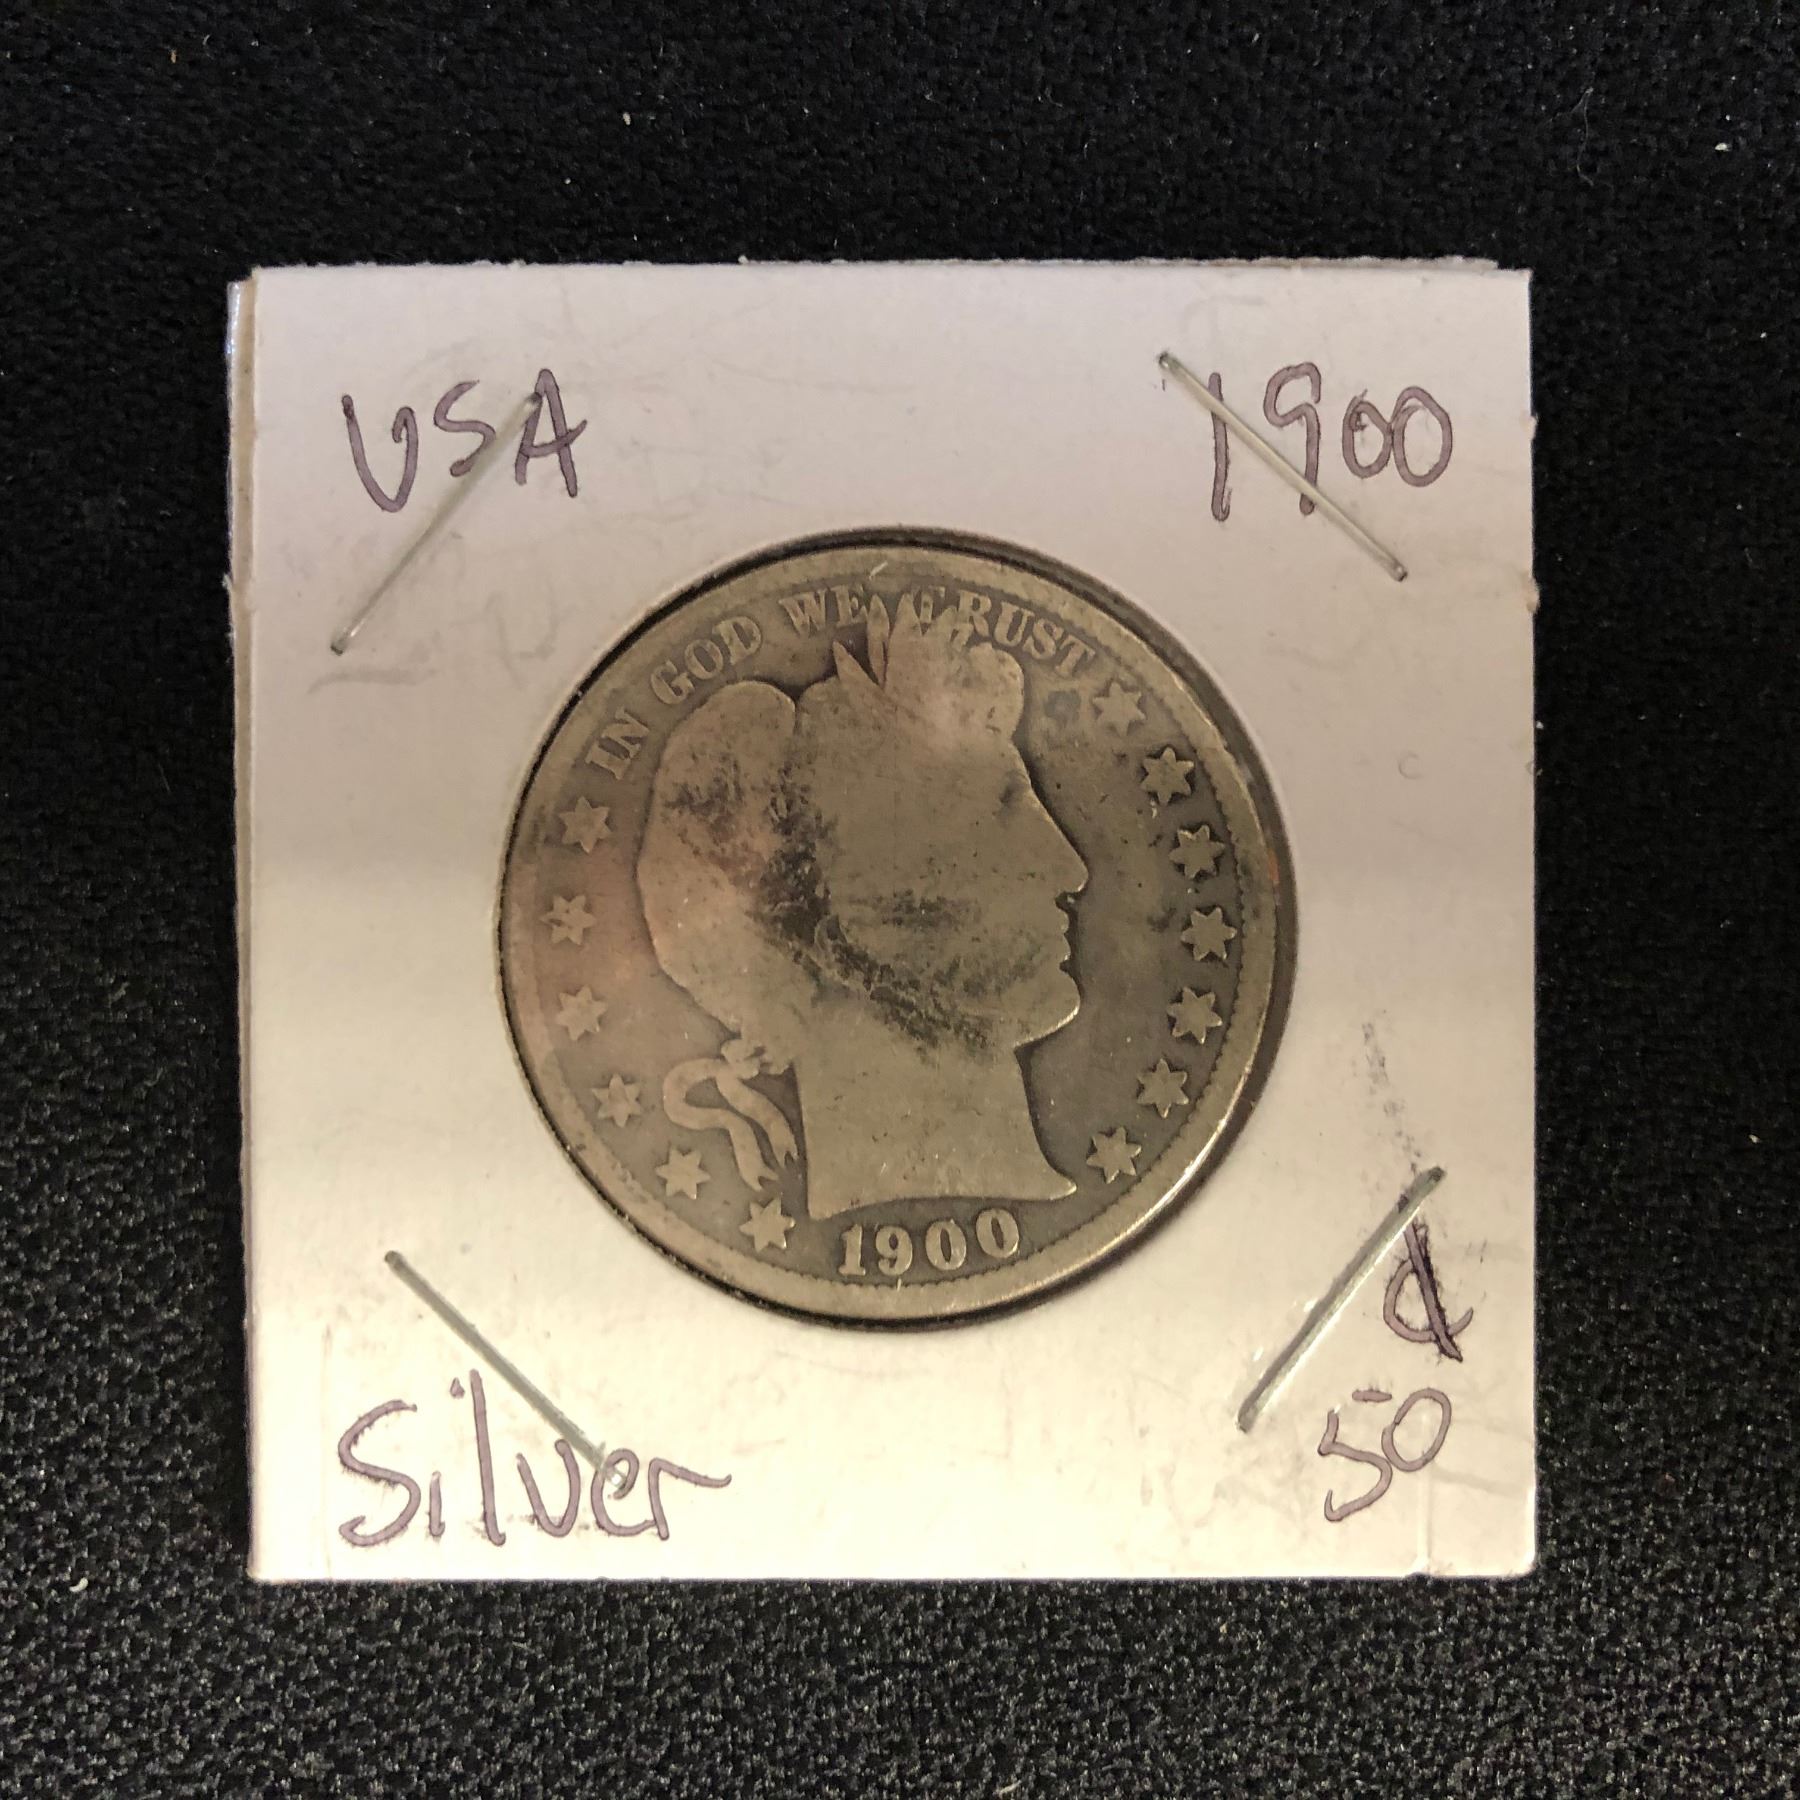 USA
1900
IN GOD WE TRUST
1900
Silver
¢
50